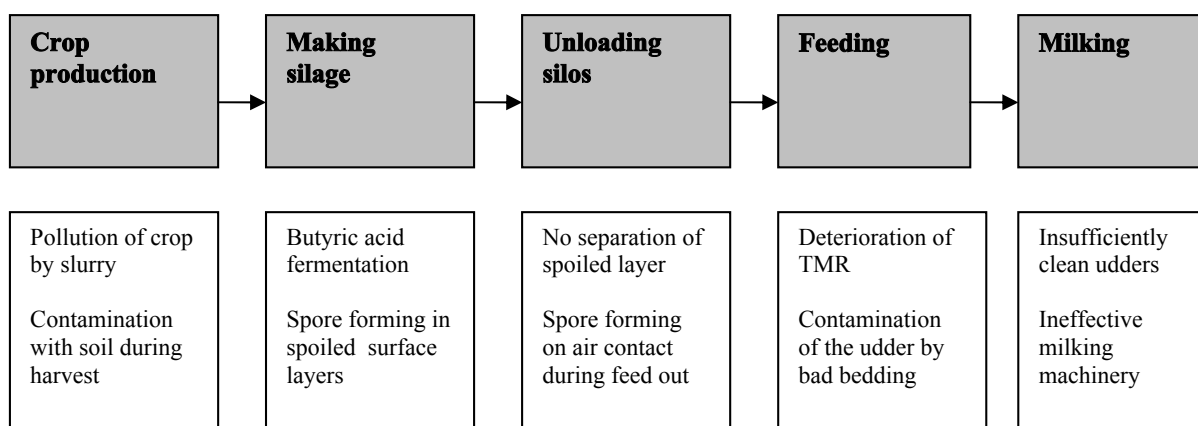 Crop
production
Making
silage
Unloading
silos
Feeding
Milking
Pollution of crop
by slurry
Contamination
with soil during
harvest
Butyric acid
fermentation
Spore forming in
spoiled surface
layers
No separation of
spoiled layer
Spore forming
on air contact
during feed out
Deterioration of
TMR
Contamination
of the udder by
bad bedding
Insufficiently
clean udders
Ineffective
milking
machinery